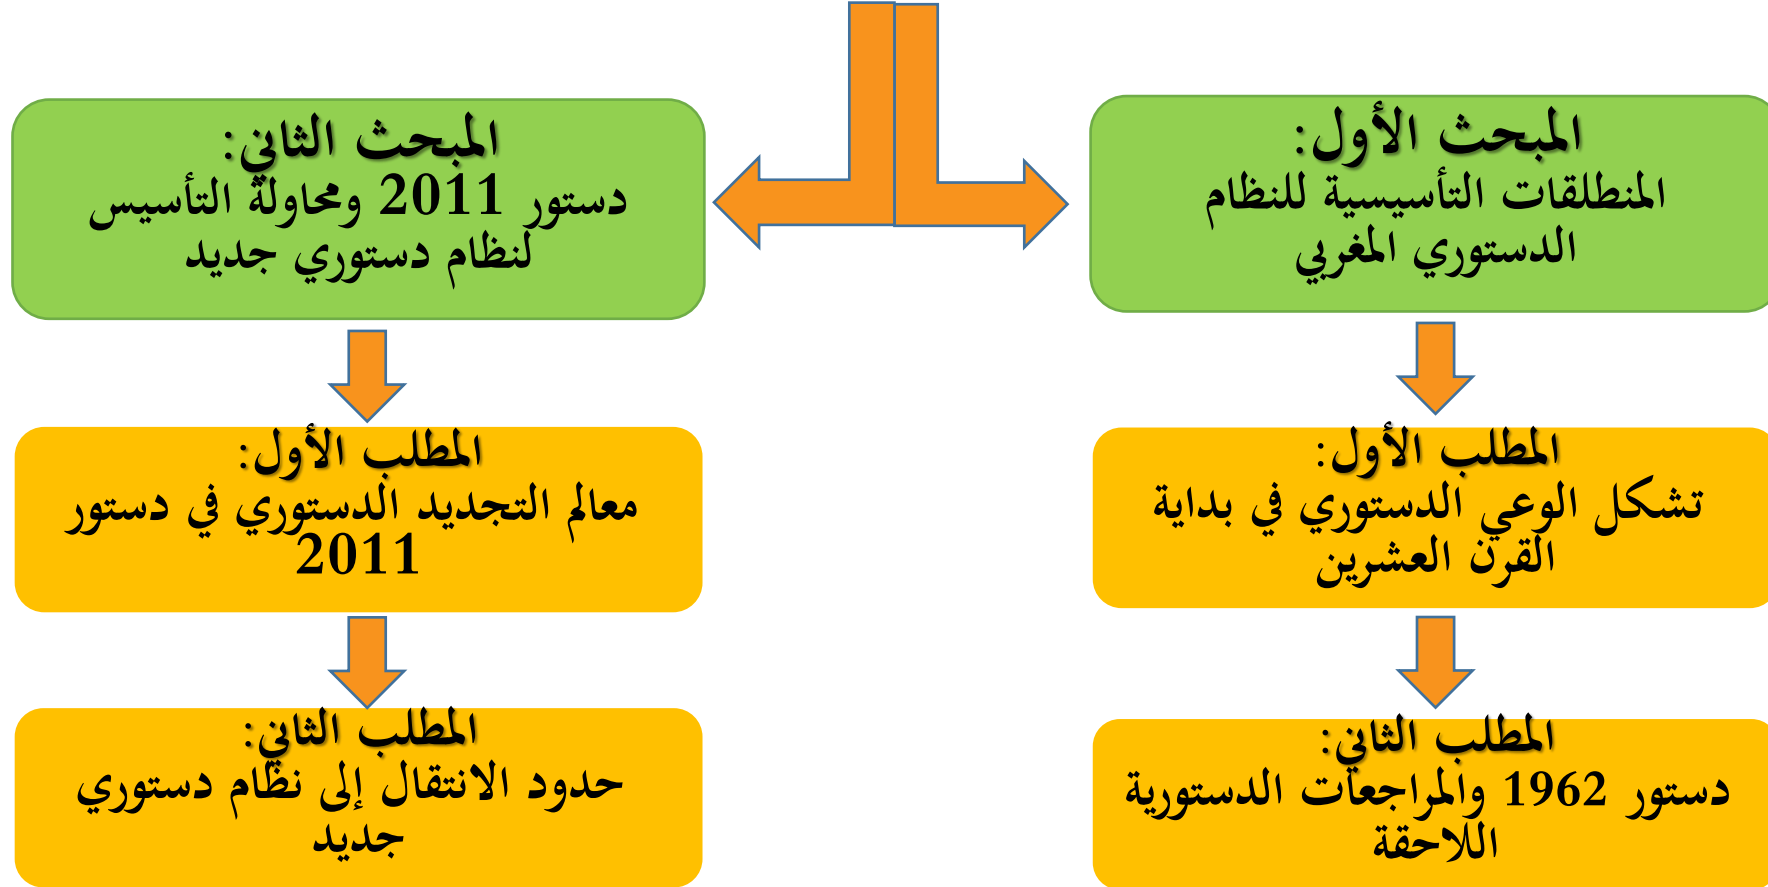 المبحث الأول:
المنطلقات التأسيسية للنظام
الدستوري المغربي
المطلب الأول:
تشكل الوعي الدستوري في بداية
القرن العشرين
المطلب الثاني:
دستور 1962 والمراجعات الدستورية
اللاحقة
المبحث الثاني:
دستور 2011 ومحاولة التأسيس
لنظام دستوري جديد
المطلب الأول:
معالم التجديد الدستوري في دستور
2011
المطلب الثاني:
حدود الانتقال إلى نظام دستوري
جديد